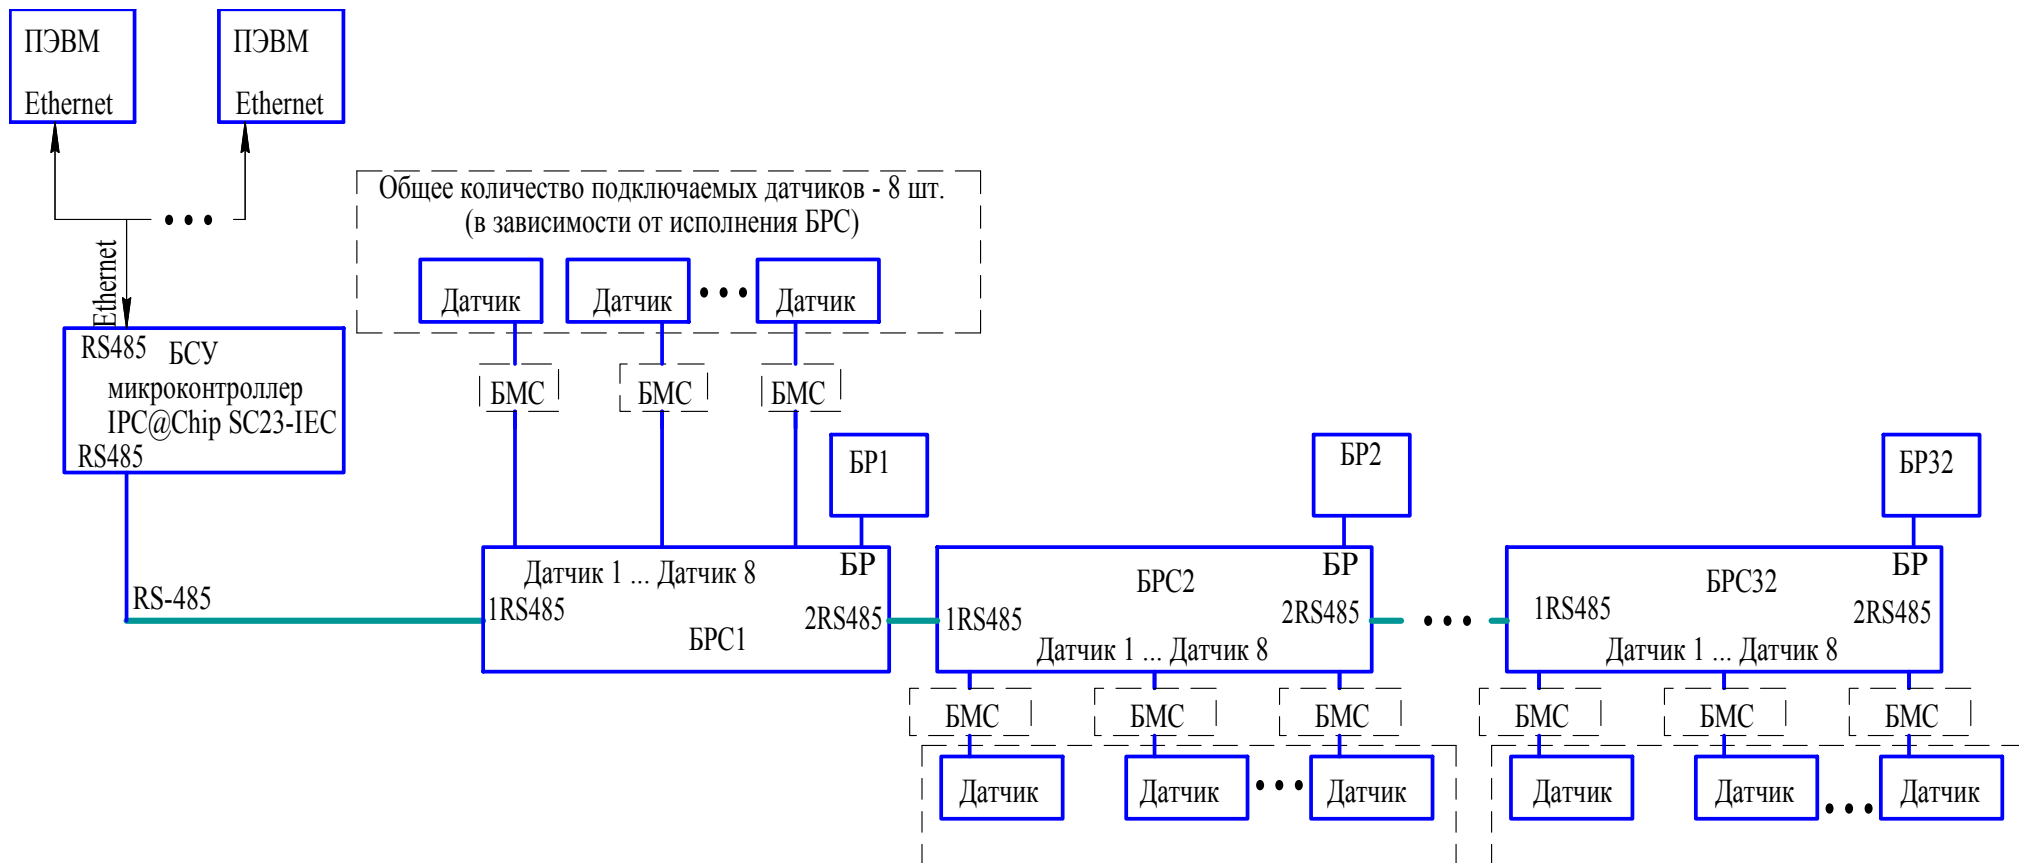 ПЭВМ
Ethernet
ПЭВМ
Ethernet
Ethernet
Общее количество подключаемых датчиков - 8 шт.
(в зависимости от исполнения БРС)
Датчик
Датчик
Датчик
RS485
БСУ
микроконтроллер
IPC@Chip SC23-IEC
RS485
БМС
БМС
БМС
БР1
БР2
БР32
RS-485
Датчик 1 ... Датчик 8
БР
1RS485
2RS485
БРС1
БРС2
БР
1RS485
2RS485
Датчик 1 ... Датчик 8
БРС32
БР
1RS485
2RS485
Датчик 1 ... Датчик 8
БМС
БМС
БМС
БМС
БМС
БМС
Датчик
Датчик
Датчик
Датчик
Датчик
Датчик